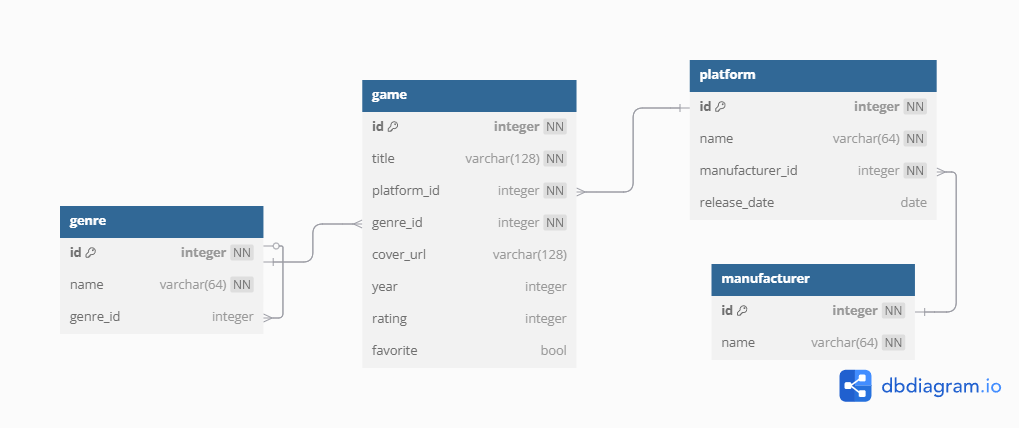 genre
id integer NN
name varchar(64) NN
genre_id integer
game
id integer NN
title varchar(128) NN
platform_id integer NN
genre_id integer NN
cover_url varchar(128)
year integer
rating integer
favorite bool
platform
id integer NN
name varchar(64) NN
manufacturer_id integer NN
release_date date
manufacturer
id integer NN
name varchar(64) NN
dbdiagram.io